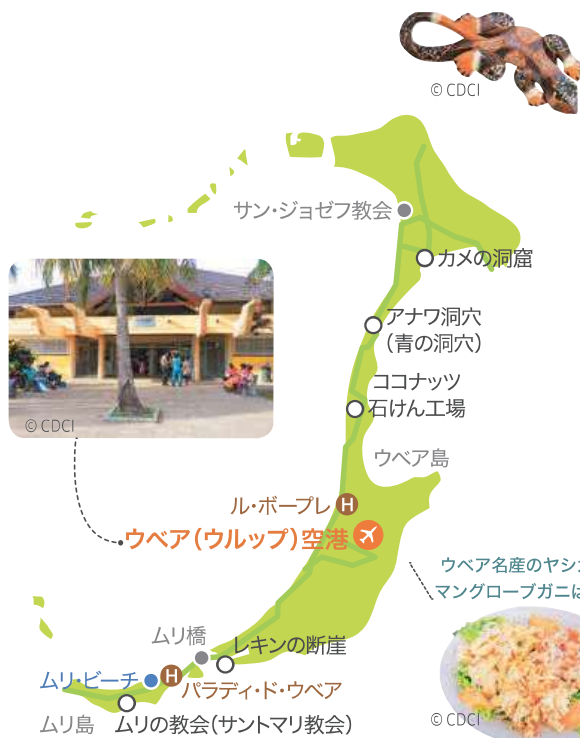 © CDCI
サン・ジョゼフ教会
カメの洞窟
アナワ洞穴
（青の洞穴）
ココナッツ
石けん工場
© CDCI
ウベア島
ル・ボープレ H
ウベア（ウルップ）空港
ウベア名産のヤシガ
マングローブガニは
ムリ橋
レキンの断崖
ムリ・ビーチ
H パラディ・ド・ウベア
ムリ島
ムリの教会（サントマリ教会）
© CDCI